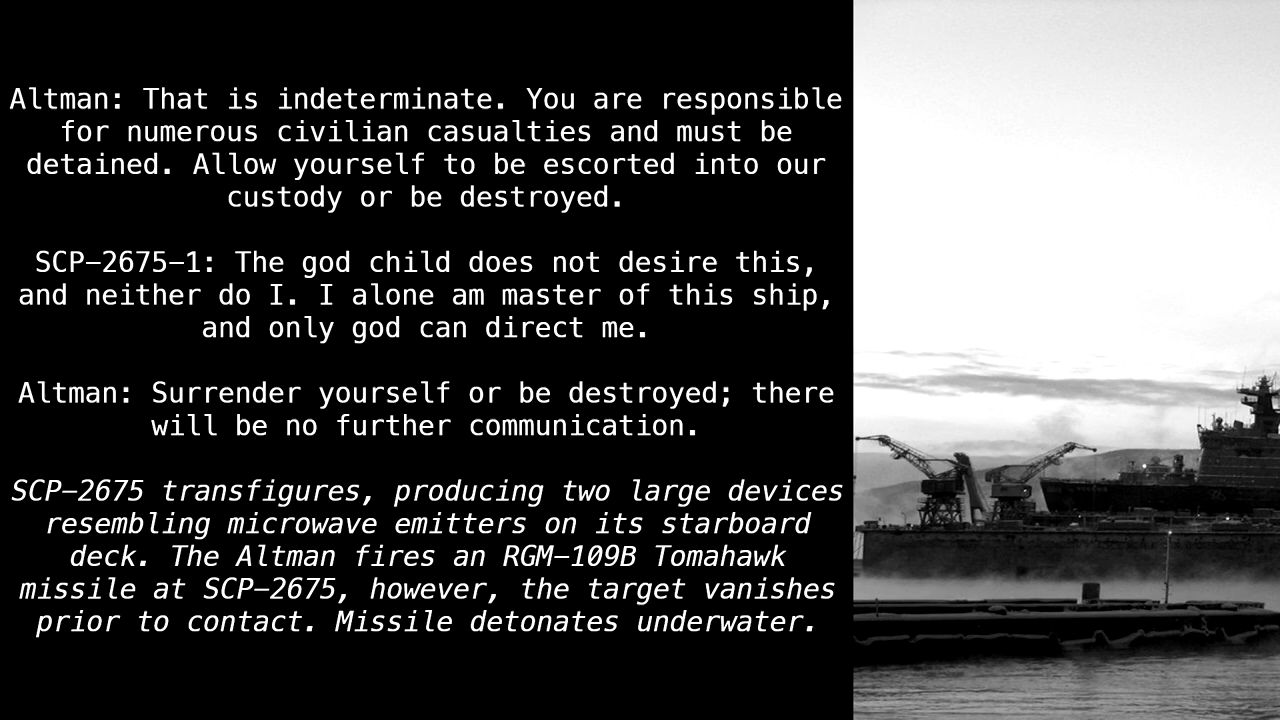 Altman: That is indeterminate. You are responsible
for numerous civilian casualties and must be
detained. Allow yourself to be escorted into our
custody or be destroyed.
SCP−2675−1: The god child does not desire this,
and neither do I. I alone am master of this ship,
and only god can direct me.
Altman: Surrender yourself or be destroyed; there
will be no further communication.
SCP−2675 transfigures, producing two large devices
resembling microwave emitters on its starboard
deck. The Altman fires an RGM−109B Tomahawk
missile at SCP−2675, however, the target vanishes
prior to contact. Missile detonates underwater.